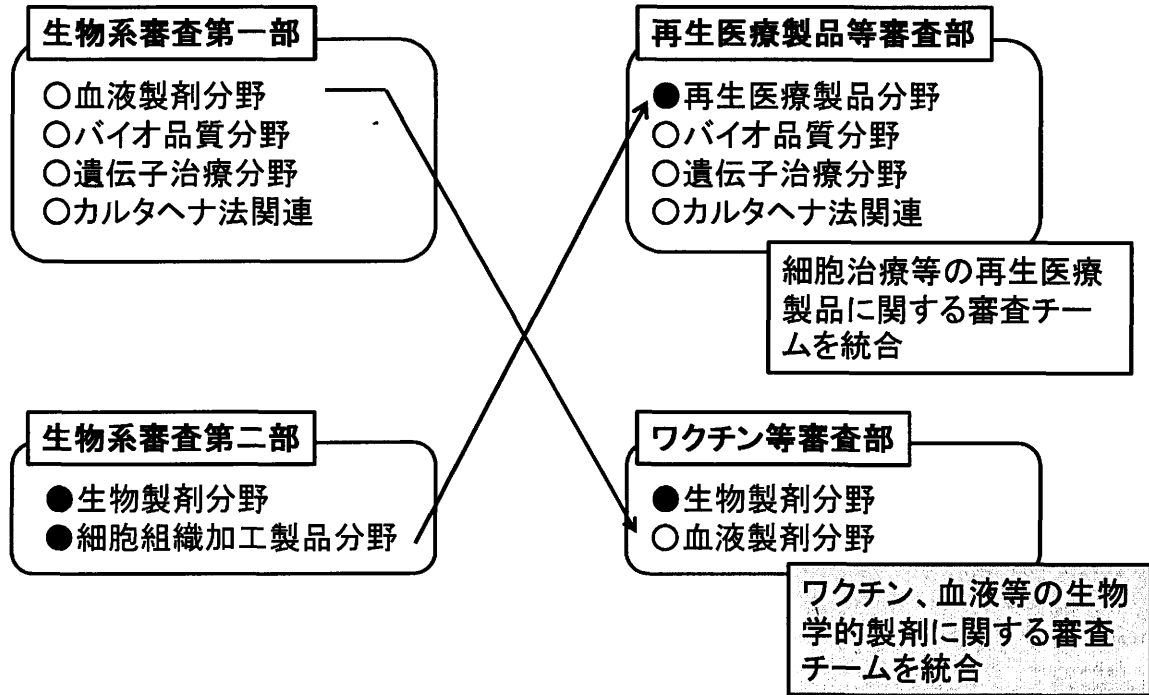 生物系審査第一部
○血液製剤分野
○バイオ品質分野
○遺伝子治療分野
○カルタヘナ法関連
再生医療製品等審査部
●再生医療製品分野
○バイオ品質分野
○遺伝子治療分野
○カルタヘナ法関連
細胞治療等の再生医療
製品に関する審査チー
ムを統合
生物系審査第二部
●生物製剤分野
●細胞組織加工製品分野
ワクチン等審査部
●生物製剤分野
○血液製剤分野
ワクチン、血液等の生物
学的製剤に関する審査
チームを統合